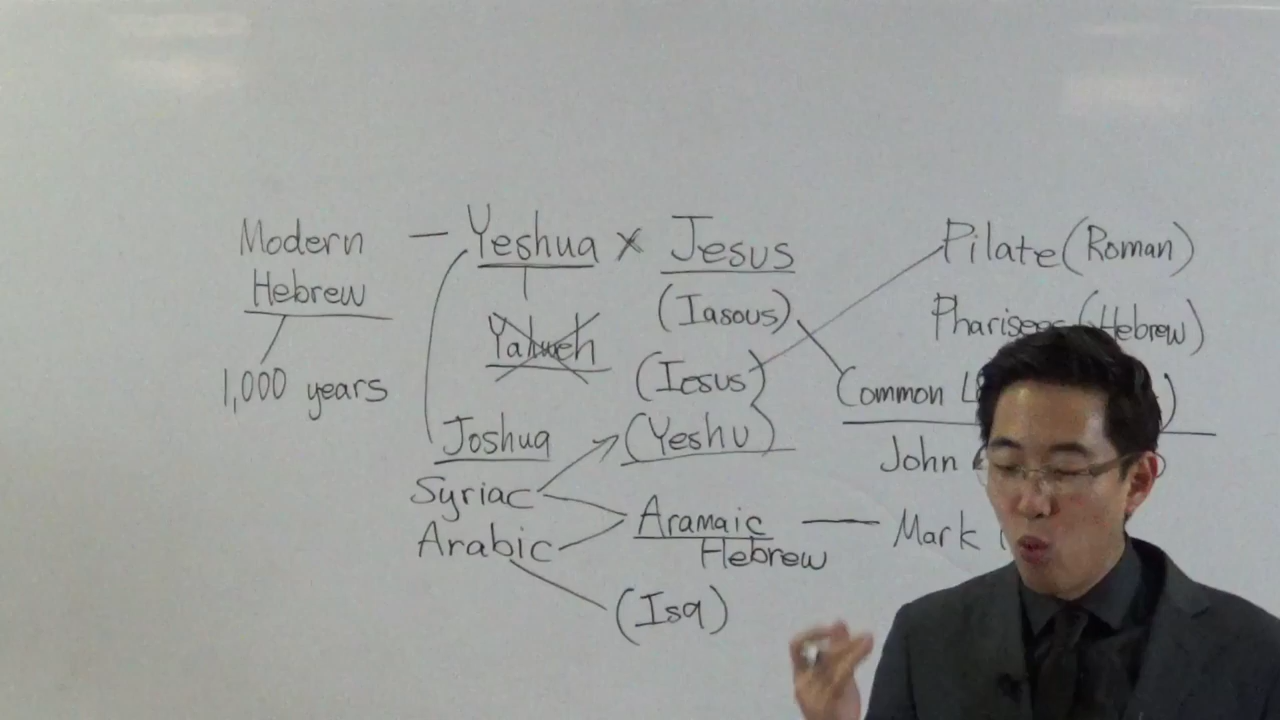 Modern — Yeshua x Jesus
Hebrew
1,000 years
Yahweh
(Iasous)
(Iesus)
Joshua (Yeshu)
Syriac
Arabic
Aramaic — Mark
Hebrew
(Isa)
Pilate (Roman)
Pharisees (Hebrew)
Common
John